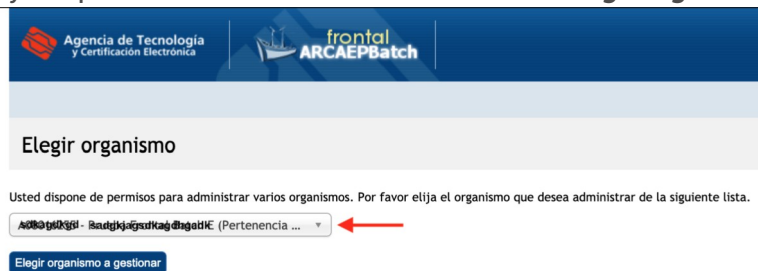 Agencia de Tecnología
y Certificación Electrónica
frontal
ARCAEPBatch
Elegir organismo
Usted dispone de permisos para administrar varios organismos. Por favor elija el organismo que desea administrar de la siguiente lista.
(Pertenencia ...
Elegir organismo a gestionar